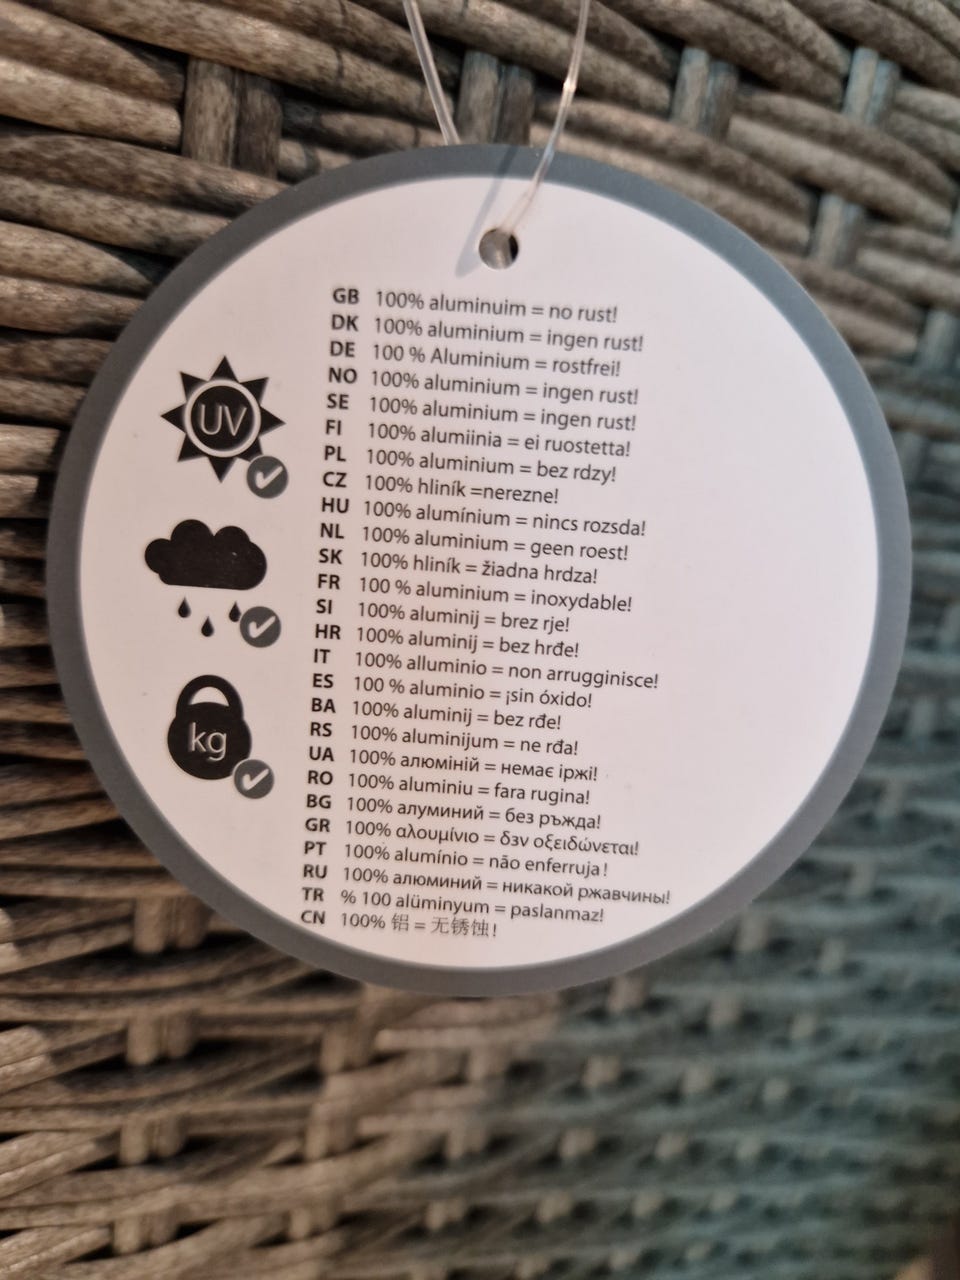 GB 100% aluminuim = no rust!
DK 100% aluminium = ingen rust!
DE 100 % Aluminium = rostfrei!
NO 100% aluminium = ingen rust!
SE 100% aluminium = ingen rust!
FI 100% alumiinia = ei ruostetta!
PL 100% aluminium = bez rdzy!
CZ 100% hliník =nerezne!
HU 100% alumínium = nincs rozsda!
NL 100% aluminium = geen roest!
SK 100% hliník = žiadna hrdza!
FR 100 % aluminium = inoxydable!
SI 100% aluminij = brez rje!
HR 100% aluminij = bez hrđe!
IT 100% alluminio = non arrugginisce!
ES 100 % aluminio = ¡sin óxido!
BA 100% aluminij = bez rđe!
RS 100% aluminijum = ne rđa!
UA 100% алюміній = немає іржі!
RO 100% aluminiu = fara rugina!
BG 100% алуминий = без ръжда!
GR 100% αλουμίνιο = δεν οξειδώνεται!
PT 100% alumínio = não enferruja !
RU 100% алюминий = никакой ржавчины!
TR % 100 alüminyum = paslanmaz!
CN 100% 铝 = 无锈蚀!
UV
kg